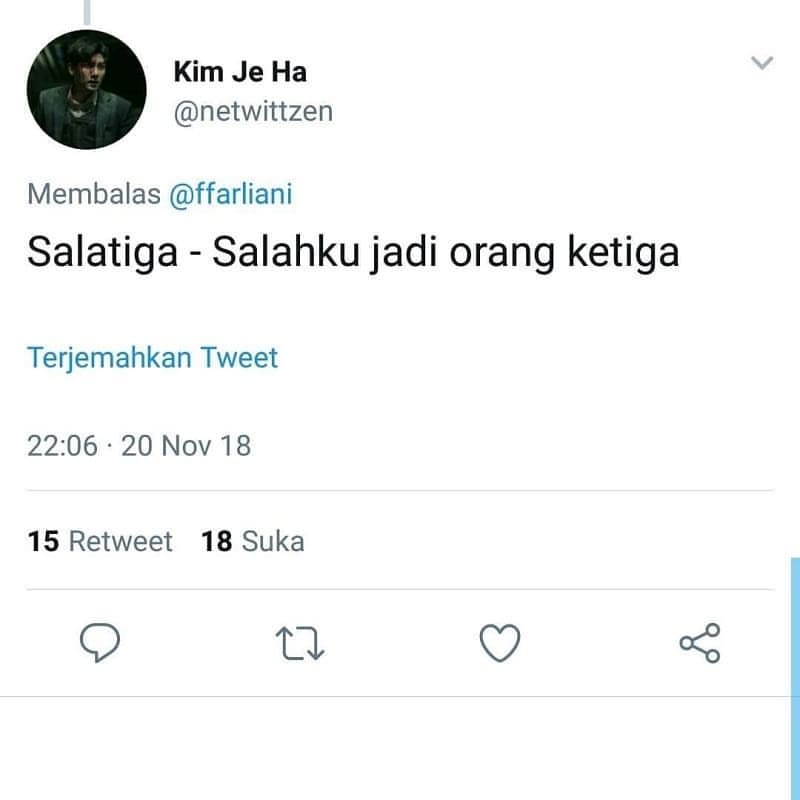 Kim Je Ha
@netwittzen
Membalas @ffarliani
Salatiga - Salahku jadi orang ketiga
Terjemahkan Tweet
22:06 · 20 Nov 18
15 Retweet 18 Suka